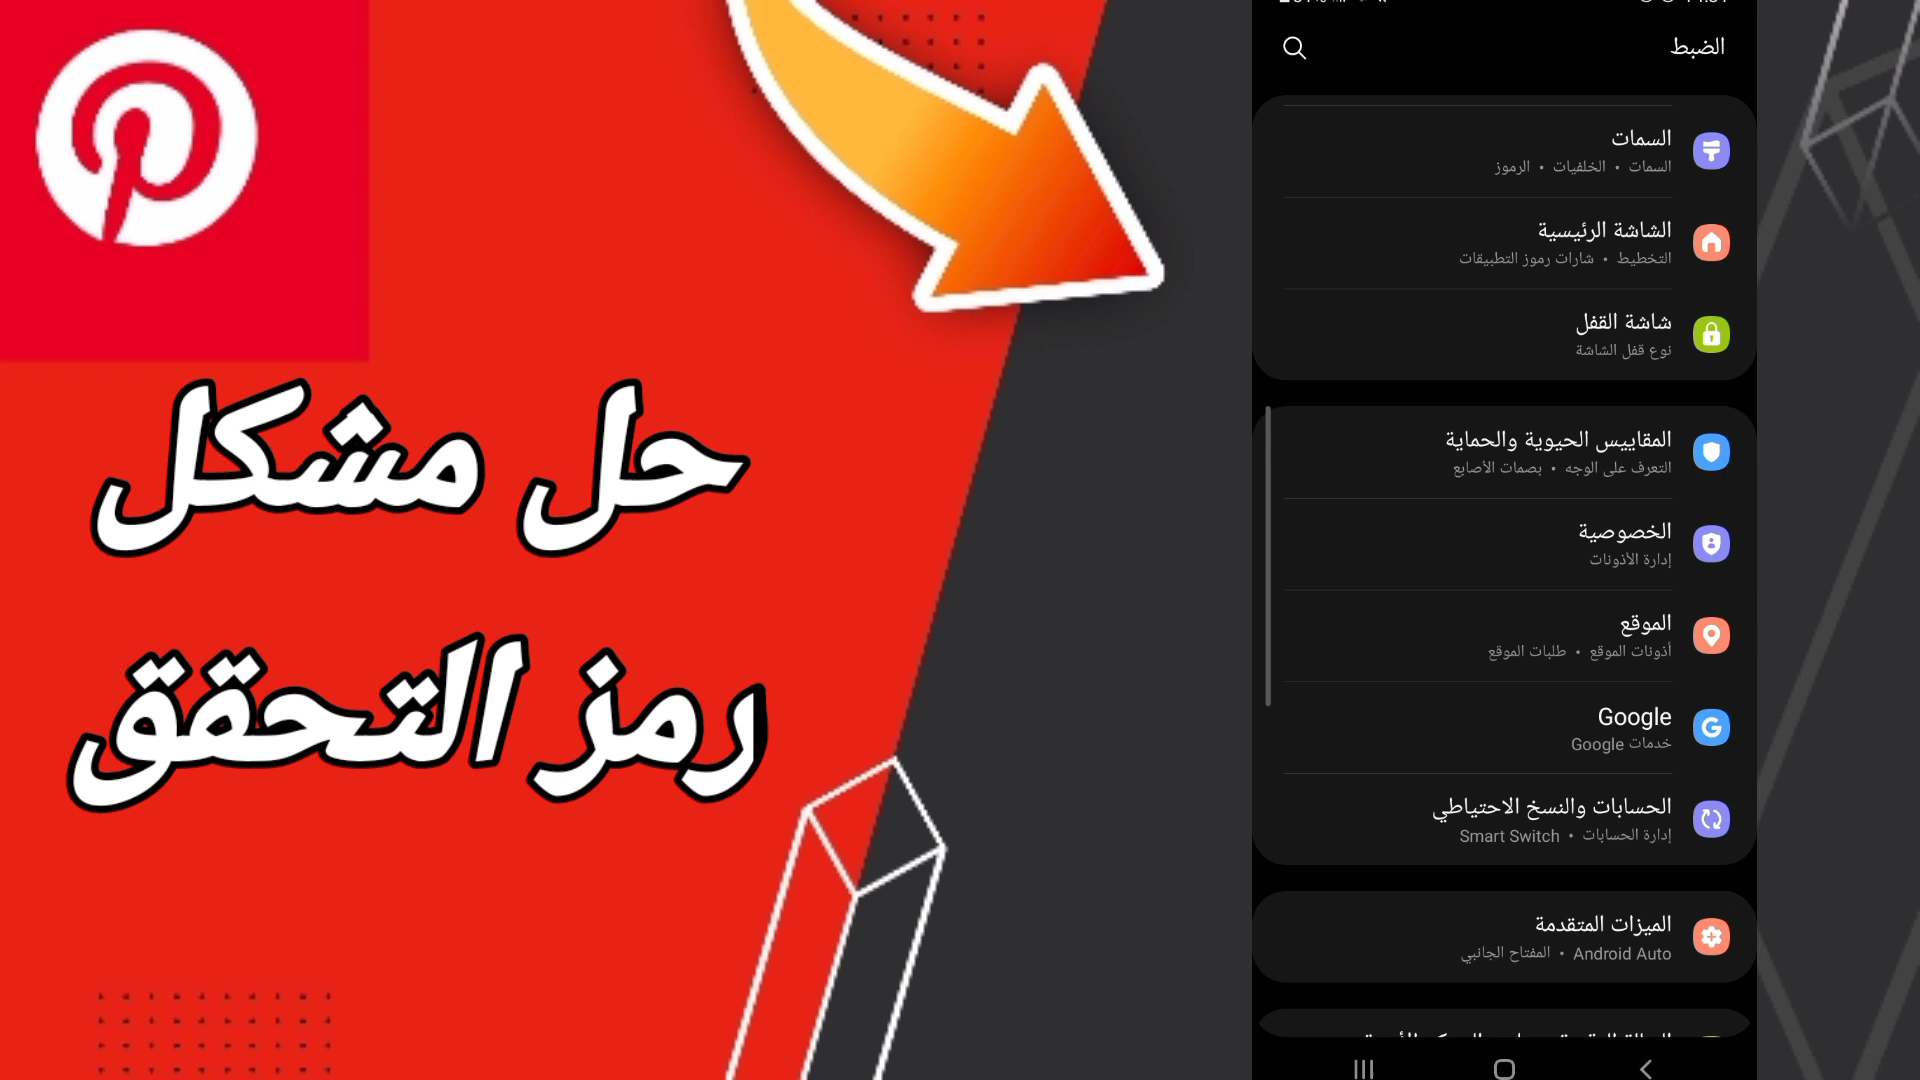 حل مشكل
رمز التحقق
الضبط
السمات
السمات • الخلفيات • الرموز
الشاشة الرئيسية
التخطيط • شارات رموز التطبيقات
شاشة القفل
نوع قفل الشاشة
المقاييس الحيوية والحماية
التعرف على الوجه • بصمات الأصابع
الخصوصية
إدارة الأذونات
الموقع
أذونات الموقع • طلبات الموقع
Google
خدمات Google
الحسابات والنسخ الاحتياطي
إدارة الحسابات • Smart Switch
الميزات المتقدمة
Android Auto • المفتاح الجانبي